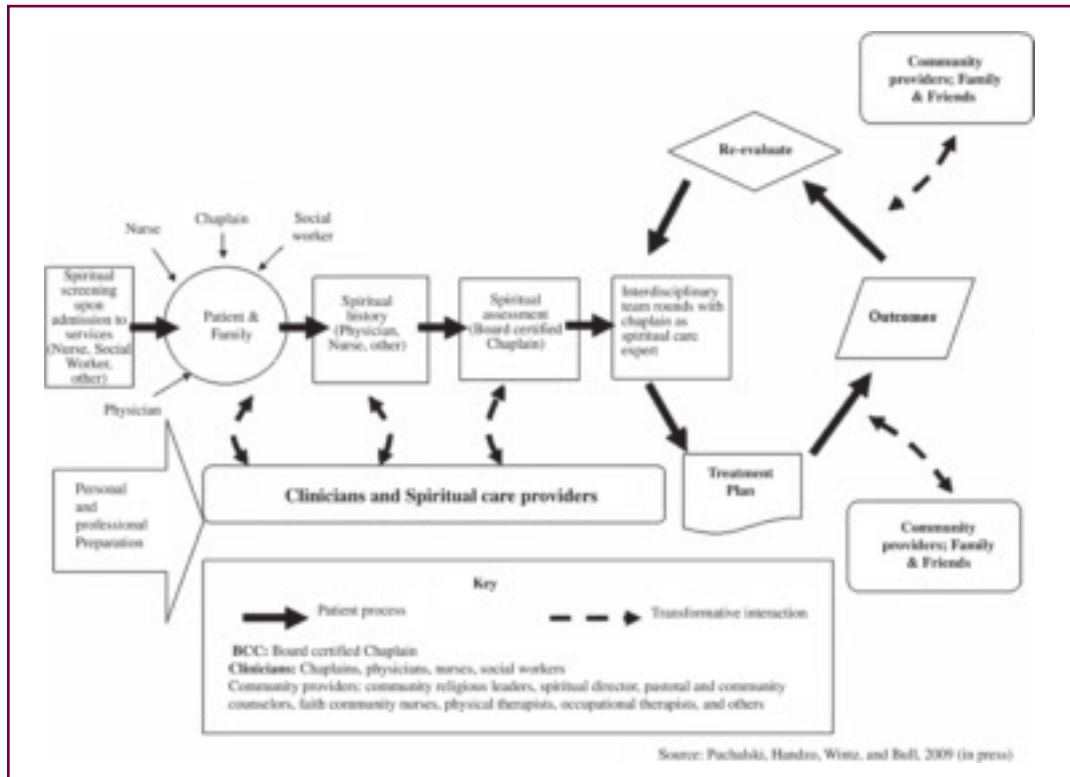 Community
providers; Family
& Friends
Re-evaluate
Chaplain
Social
worker
Nurse
Spiritual
screening
upon
admission to
services
(Nurse, Social
Worker,
other)
Patient &
Family
Spiritual
history
(Physician,
Nurse, other)
Spiritual
assessment
(Board certified
Chaplain)
Interdisciplinary
team rounds with
chaplain as
spiritual care
expert
Outcomes
Physician
Personal
and
professional
Preparation
Clinicians and Spiritual care providers
Treatment
Plan
Community
providers; Family
& Friends
Key
Patient process
Transformative interaction
BCC: Board certified Chaplain
Clinicians: Chaplains, physicians, nurses, social workers
Community providers: community religious leaders, spiritual director, pastoral and community
counselors, faith community nurses, physical therapists, occupational therapists, and others
Source: Puchalski, Handzo, Wintz, and Bull, 2009 (in press)